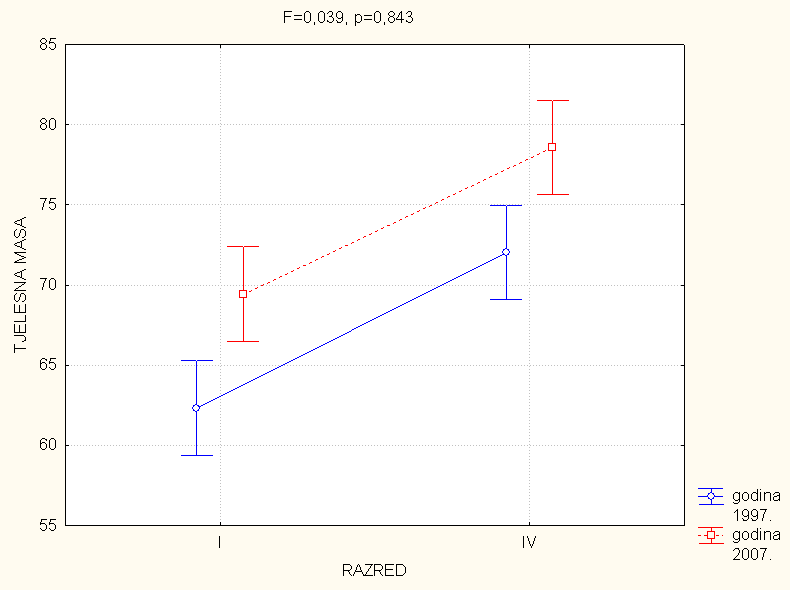 F=0,039, p=0,843
85
80
75
70
65
60
55
TJELESNA MASA
I
IV
RAZRED
godina
1997.
godina
2007.